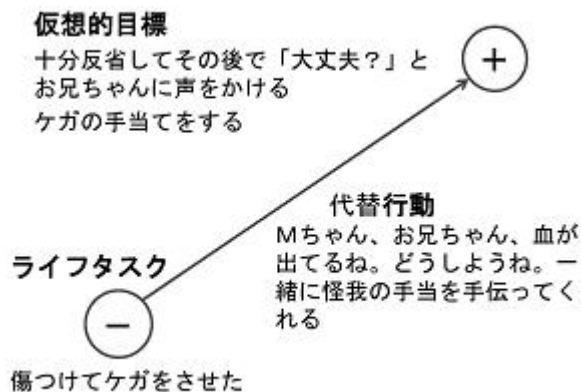 仮想的目標
十分反省してその後で「大丈夫？」と
お兄ちゃんに声をかける
ケガの手当てをする
＋
代替行動
Mちゃん、お兄ちゃん、血が
出てるね。どうしようね。一
緒に怪我の手当を手伝ってく
れる
ライフタスク
－
傷つけてケガをさせた